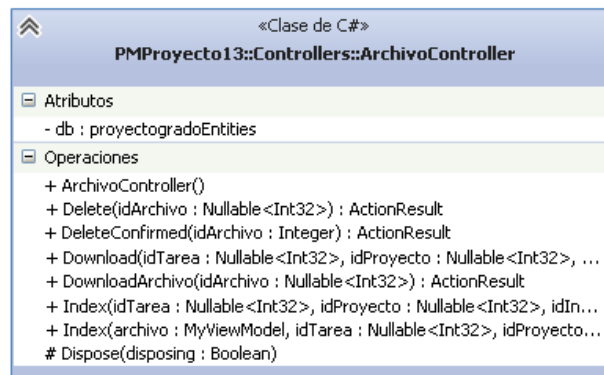 «Clase de C#»
PMProyecto13::Controllers::ArchivoController
Atributos
- db : proyectogradoEntities
Operaciones
+ ArchivoController()
+ Delete(idArchivo : Nullable<Int32>) : ActionResult
+ DeleteConfirmed(idArchivo : Integer) : ActionResult
+ Download(idTarea : Nullable<Int32>, idProyecto : Nullable<Int32>, ...
+ DownloadArchivo(idArchivo : Nullable<Int32>) : ActionResult
+ Index(idTarea : Nullable<Int32>, idProyecto : Nullable<Int32>, idIn...
+ Index(archivo : MyViewModel, idTarea : Nullable<Int32>, idProyecto...
# Dispose(disposing : Boolean)